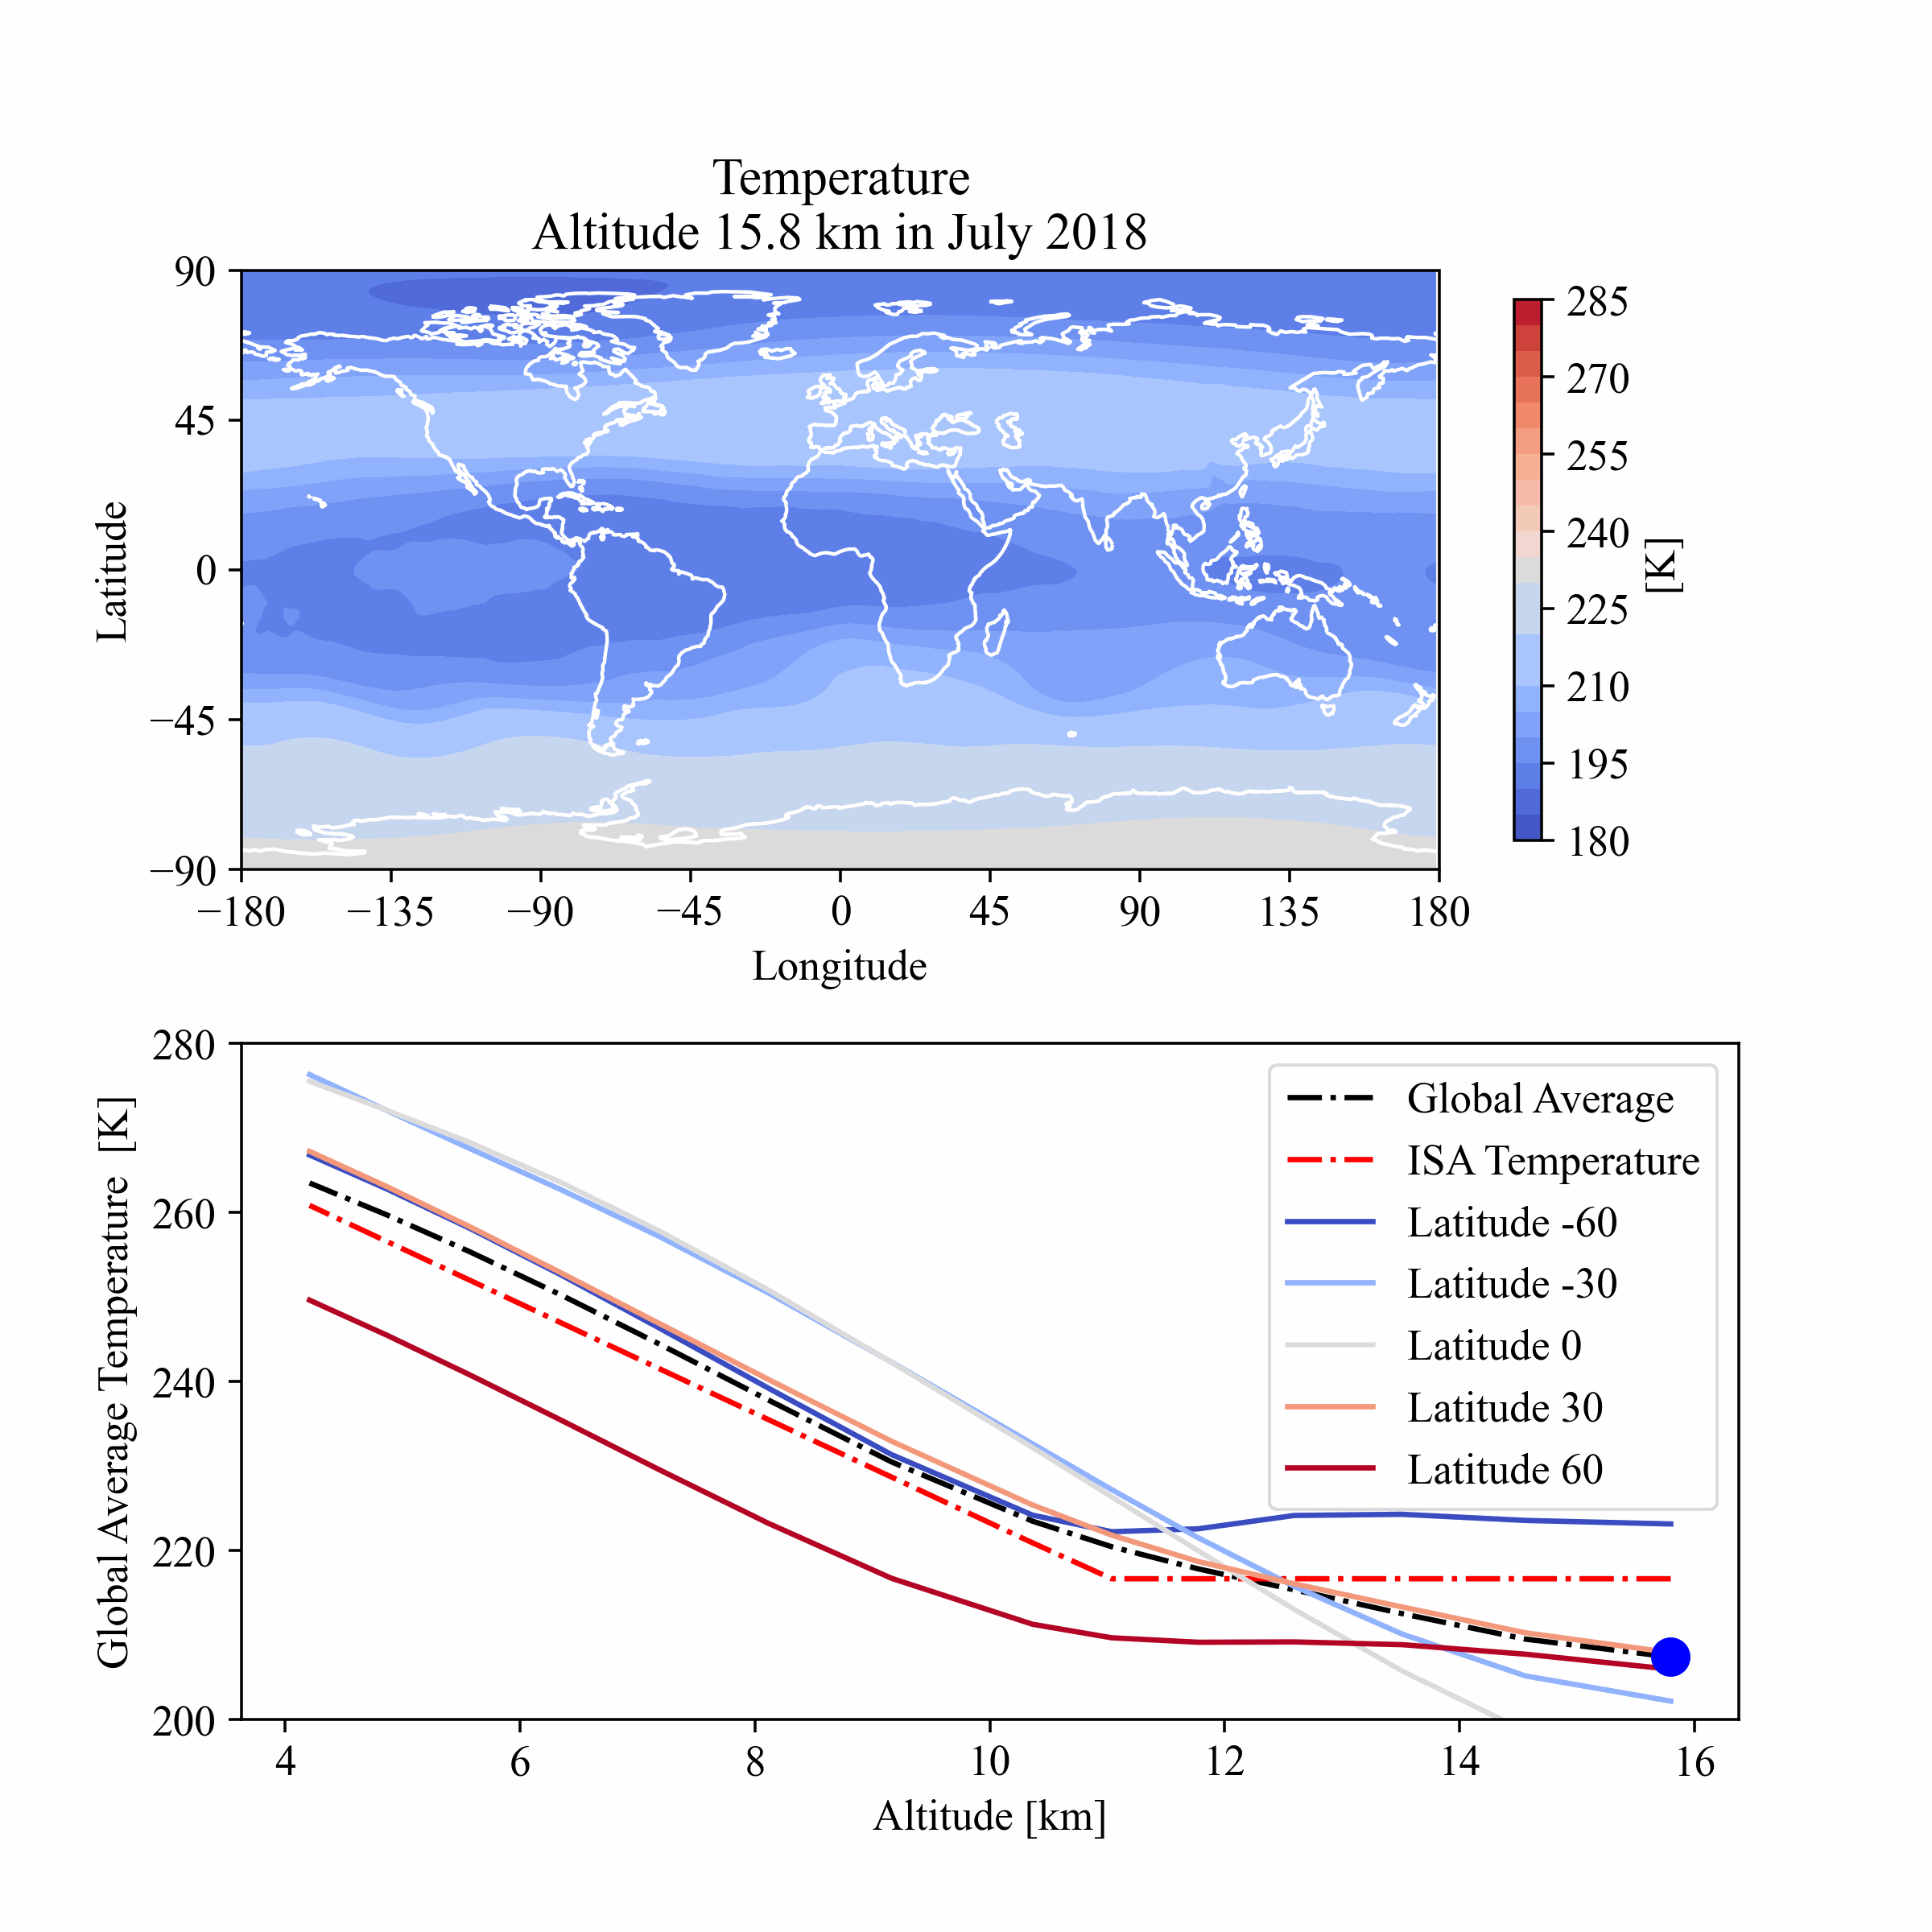 Temperature
Altitude 15.8 km in July 2018
90
45
0
−45
−90
Latitude
−180
−135
−90
−45
0
45
90
135
180
Longitude
285
270
255
240
225
210
195
180
[K]
280
260
240
220
200
Global Average Temperature [K]
Global Average
ISA Temperature
Latitude -60
Latitude -30
Latitude 0
Latitude 30
Latitude 60
4
6
8
10
12
14
16
Altitude [km]